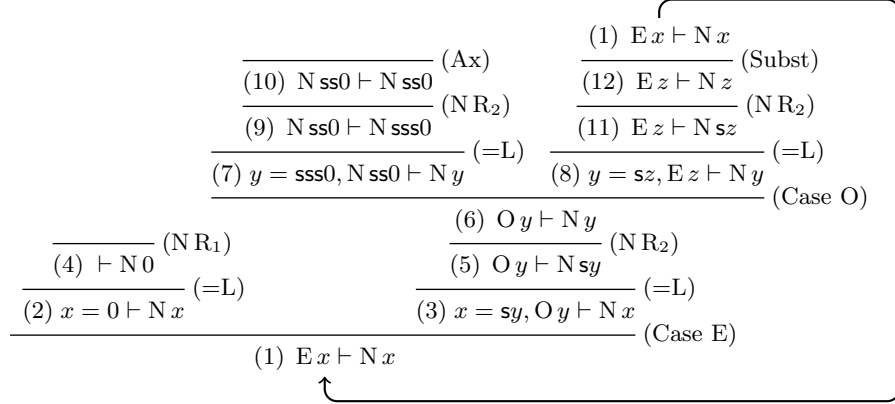 (1) E x ⊢ N x
(Ax) (Subst)
(10) N ss0 ⊢ N ss0 (12) E z ⊢ N z
(N R₂) (N R₂)
(9) N ss0 ⊢ N sss0 (11) E z ⊢ N sz
(=L) (=L)
(7) y = sss0, N ss0 ⊢ N y (8) y = sz, E z ⊢ N y
(Case O)
(6) O y ⊢ N y
(N R₁) (N R₂)
(4) ⊢ N 0 (5) O y ⊢ N sy
(=L) (=L)
(2) x = 0 ⊢ N x (3) x = sy, O y ⊢ N x
(Case E)
(1) E x ⊢ N x